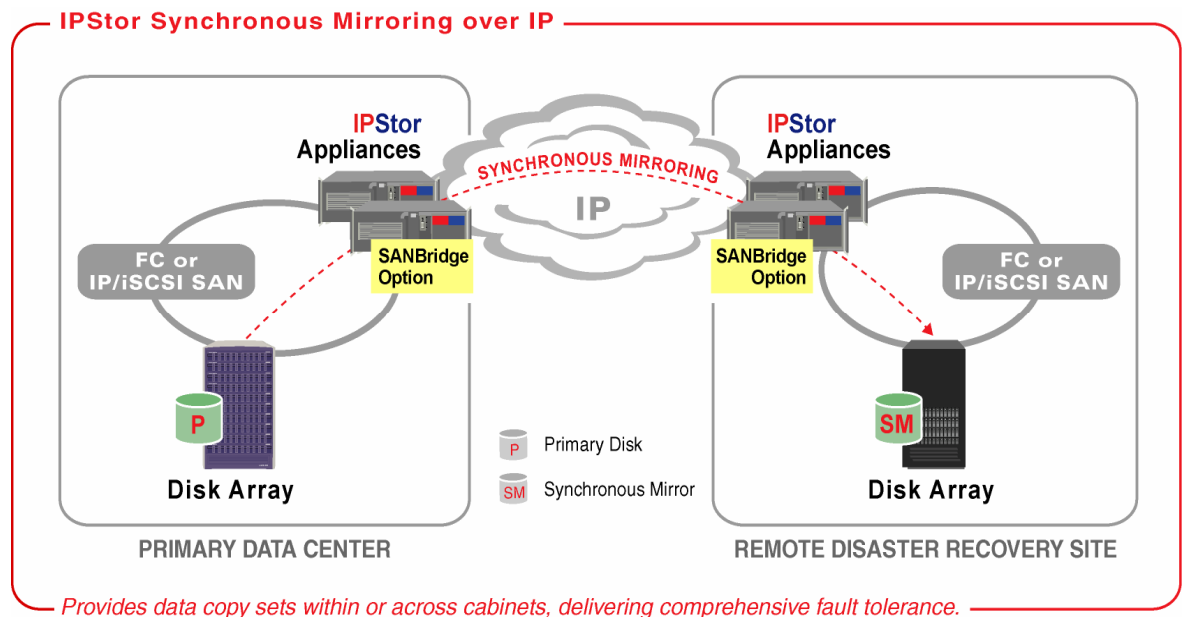 IPStor Synchronous Mirroring over IP
IPStor
Appliances
SYNCHRONOUS MIRRORING
IP
IPStor
Appliances
FC or
IP/iSCSI SAN
SANBridge
Option
SANBridge
Option
FC or
IP/iSCSI SAN
P
Disk Array
P Primary Disk
SM Synchronous Mirror
SM
Disk Array
PRIMARY DATA CENTER
REMOTE DISASTER RECOVERY SITE
Provides data copy sets within or across cabinets, delivering comprehensive fault tolerance.